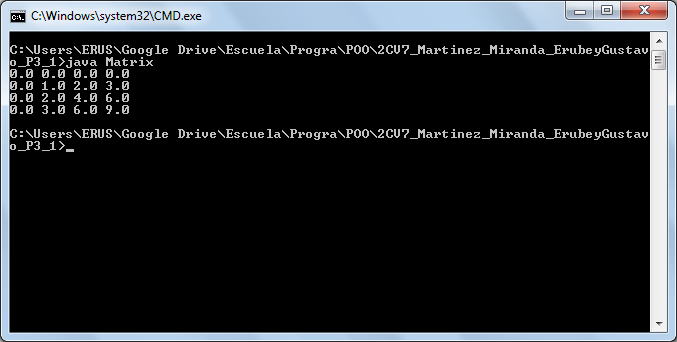 C:\Windows\system32\CMD.exe
C:\Users\ERUS\Google Drive\Escuela\Progra\POO\2CV7_Martinez_Miranda_ErubeyGustav
o_P3_1>java Matrix
0.0 0.0 0.0 0.0
0.0 1.0 2.0 3.0
0.0 2.0 4.0 6.0
0.0 3.0 6.0 9.0
C:\Users\ERUS\Google Drive\Escuela\Progra\POO\2CV7_Martinez_Miranda_ErubeyGustav
o_P3_1>_